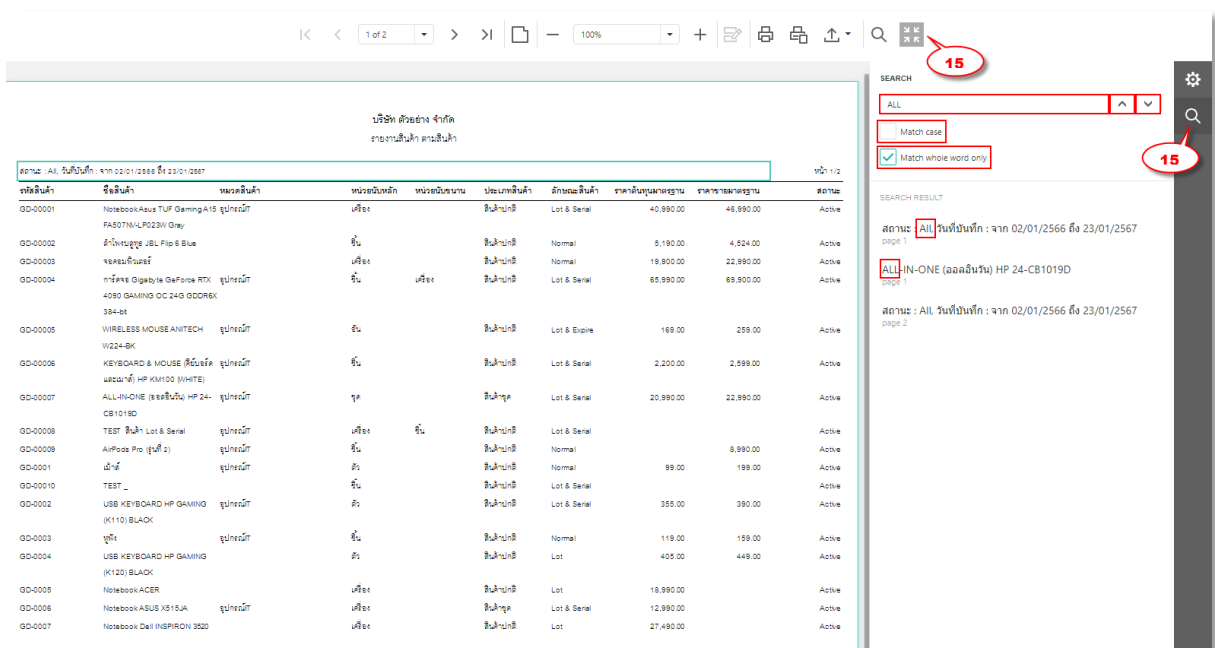 1 of 2
100%
15
SEARCH
ALL
Match case
Match whole word only
15
SEARCH RESULT
สถานะ : All, วันที่บันทึก : จาก 02/01/2566 ถึง 23/01/2567
page 1
ALL-IN-ONE (ออลอินวัน) HP 24-CB1019D
page 1
สถานะ : All, วันที่บันทึก : จาก 02/01/2566 ถึง 23/01/2567
page 2
บริษัท ตัวอย่าง จำกัด
รายงานสินค้า ตามสินค้า
สถานะ : All, วันที่บันทึก : จาก 02/01/2566 ถึง 23/01/2567 หน้า 1/2
รหัสสินค้า ชื่อสินค้า หมวดสินค้า หน่วยนับหลัก หน่วยนับขนาน ประเภทสินค้า ลักษณะสินค้า ราคาต้นทุนมาตรฐาน ราคาขายมาตรฐาน สถานะ
GD-00001 Notebook Asus TUF Gaming A15 อุปกรณ์IT เครื่อง สินค้าปกติ Lot & Serial 40,990.00 46,990.00 Active
FA507NV-LP023W Gray
GD-00002 ลำโพงบลูทูธ JBL Flip 6 Blue ชิ้น สินค้าปกติ Normal 5,190.00 4,524.00 Active
GD-00003 จอคอมพิวเตอร์ เครื่อง สินค้าปกติ Normal 19,900.00 22,990.00 Active
GD-00004 การ์ดจอ Gigabyte GeForce RTX อุปกรณ์IT ชิ้น เครื่อง สินค้าปกติ Lot & Serial 65,990.00 69,900.00 Active
4090 GAMING OC 24G GDDR6X
384-bit
GD-00005 WIRELESS MOUSE ANITECH อุปกรณ์IT อัน สินค้าปกติ Lot & Expire 169.00 259.00 Active
W224-BK
GD-00006 KEYBOARD & MOUSE (คีย์บอร์ด อุปกรณ์IT ชิ้น สินค้าปกติ Lot & Serial 2,200.00 2,599.00 Active
และเมาส์) HP KM100 (WHITE)
GD-00007 ALL-IN-ONE (ออลอินวัน) HP 24- อุปกรณ์IT ชุด สินค้าชุด Lot & Serial 20,990.00 22,990.00 Active
CB1019D
GD-00008 TEST สินค้า Lot & Serial อุปกรณ์IT เครื่อง ชิ้น สินค้าปกติ Lot & Serial Active
GD-00009 AirPods Pro (รุ่นที่ 2) อุปกรณ์IT ชิ้น สินค้าปกติ Normal 8,990.00 Active
GD-0001 เม้าส์ อุปกรณ์IT ตัว สินค้าปกติ Normal 99.00 199.00 Active
GD-00010 TEST _ ชิ้น สินค้าปกติ Lot & Serial Active
GD-0002 USB KEYBOARD HP GAMING อุปกรณ์IT ตัว สินค้าปกติ Lot & Serial 355.00 390.00 Active
(K110) BLACK
GD-0003 หูฟัง อุปกรณ์IT ชิ้น สินค้าปกติ Normal 119.00 159.00 Active
GD-0004 USB KEYBOARD HP GAMING ตัว สินค้าปกติ Lot 405.00 449.00 Active
(K120) BLACK
GD-0005 Notebook ACER เครื่อง สินค้าปกติ Lot 18,990.00 Active
GD-0006 Notebook ASUS X515JA อุปกรณ์IT เครื่อง สินค้าชุด Lot & Serial 12,990.00 Active
GD-0007 Notebook Dell INSPIRON 3520 เครื่อง สินค้าปกติ Lot 27,490.00 Active